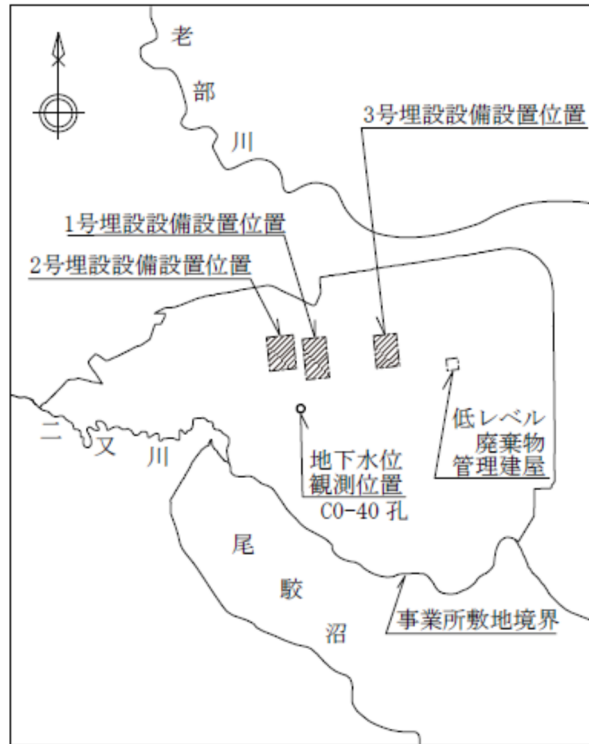 老部川
3号埋設設備設置位置
1号埋設設備設置位置
2号埋設設備設置位置
二又川
地下水位
観測位置
CO-40 孔
低レベル
廃棄物
管理建屋
尾駮沼
事業所敷地境界